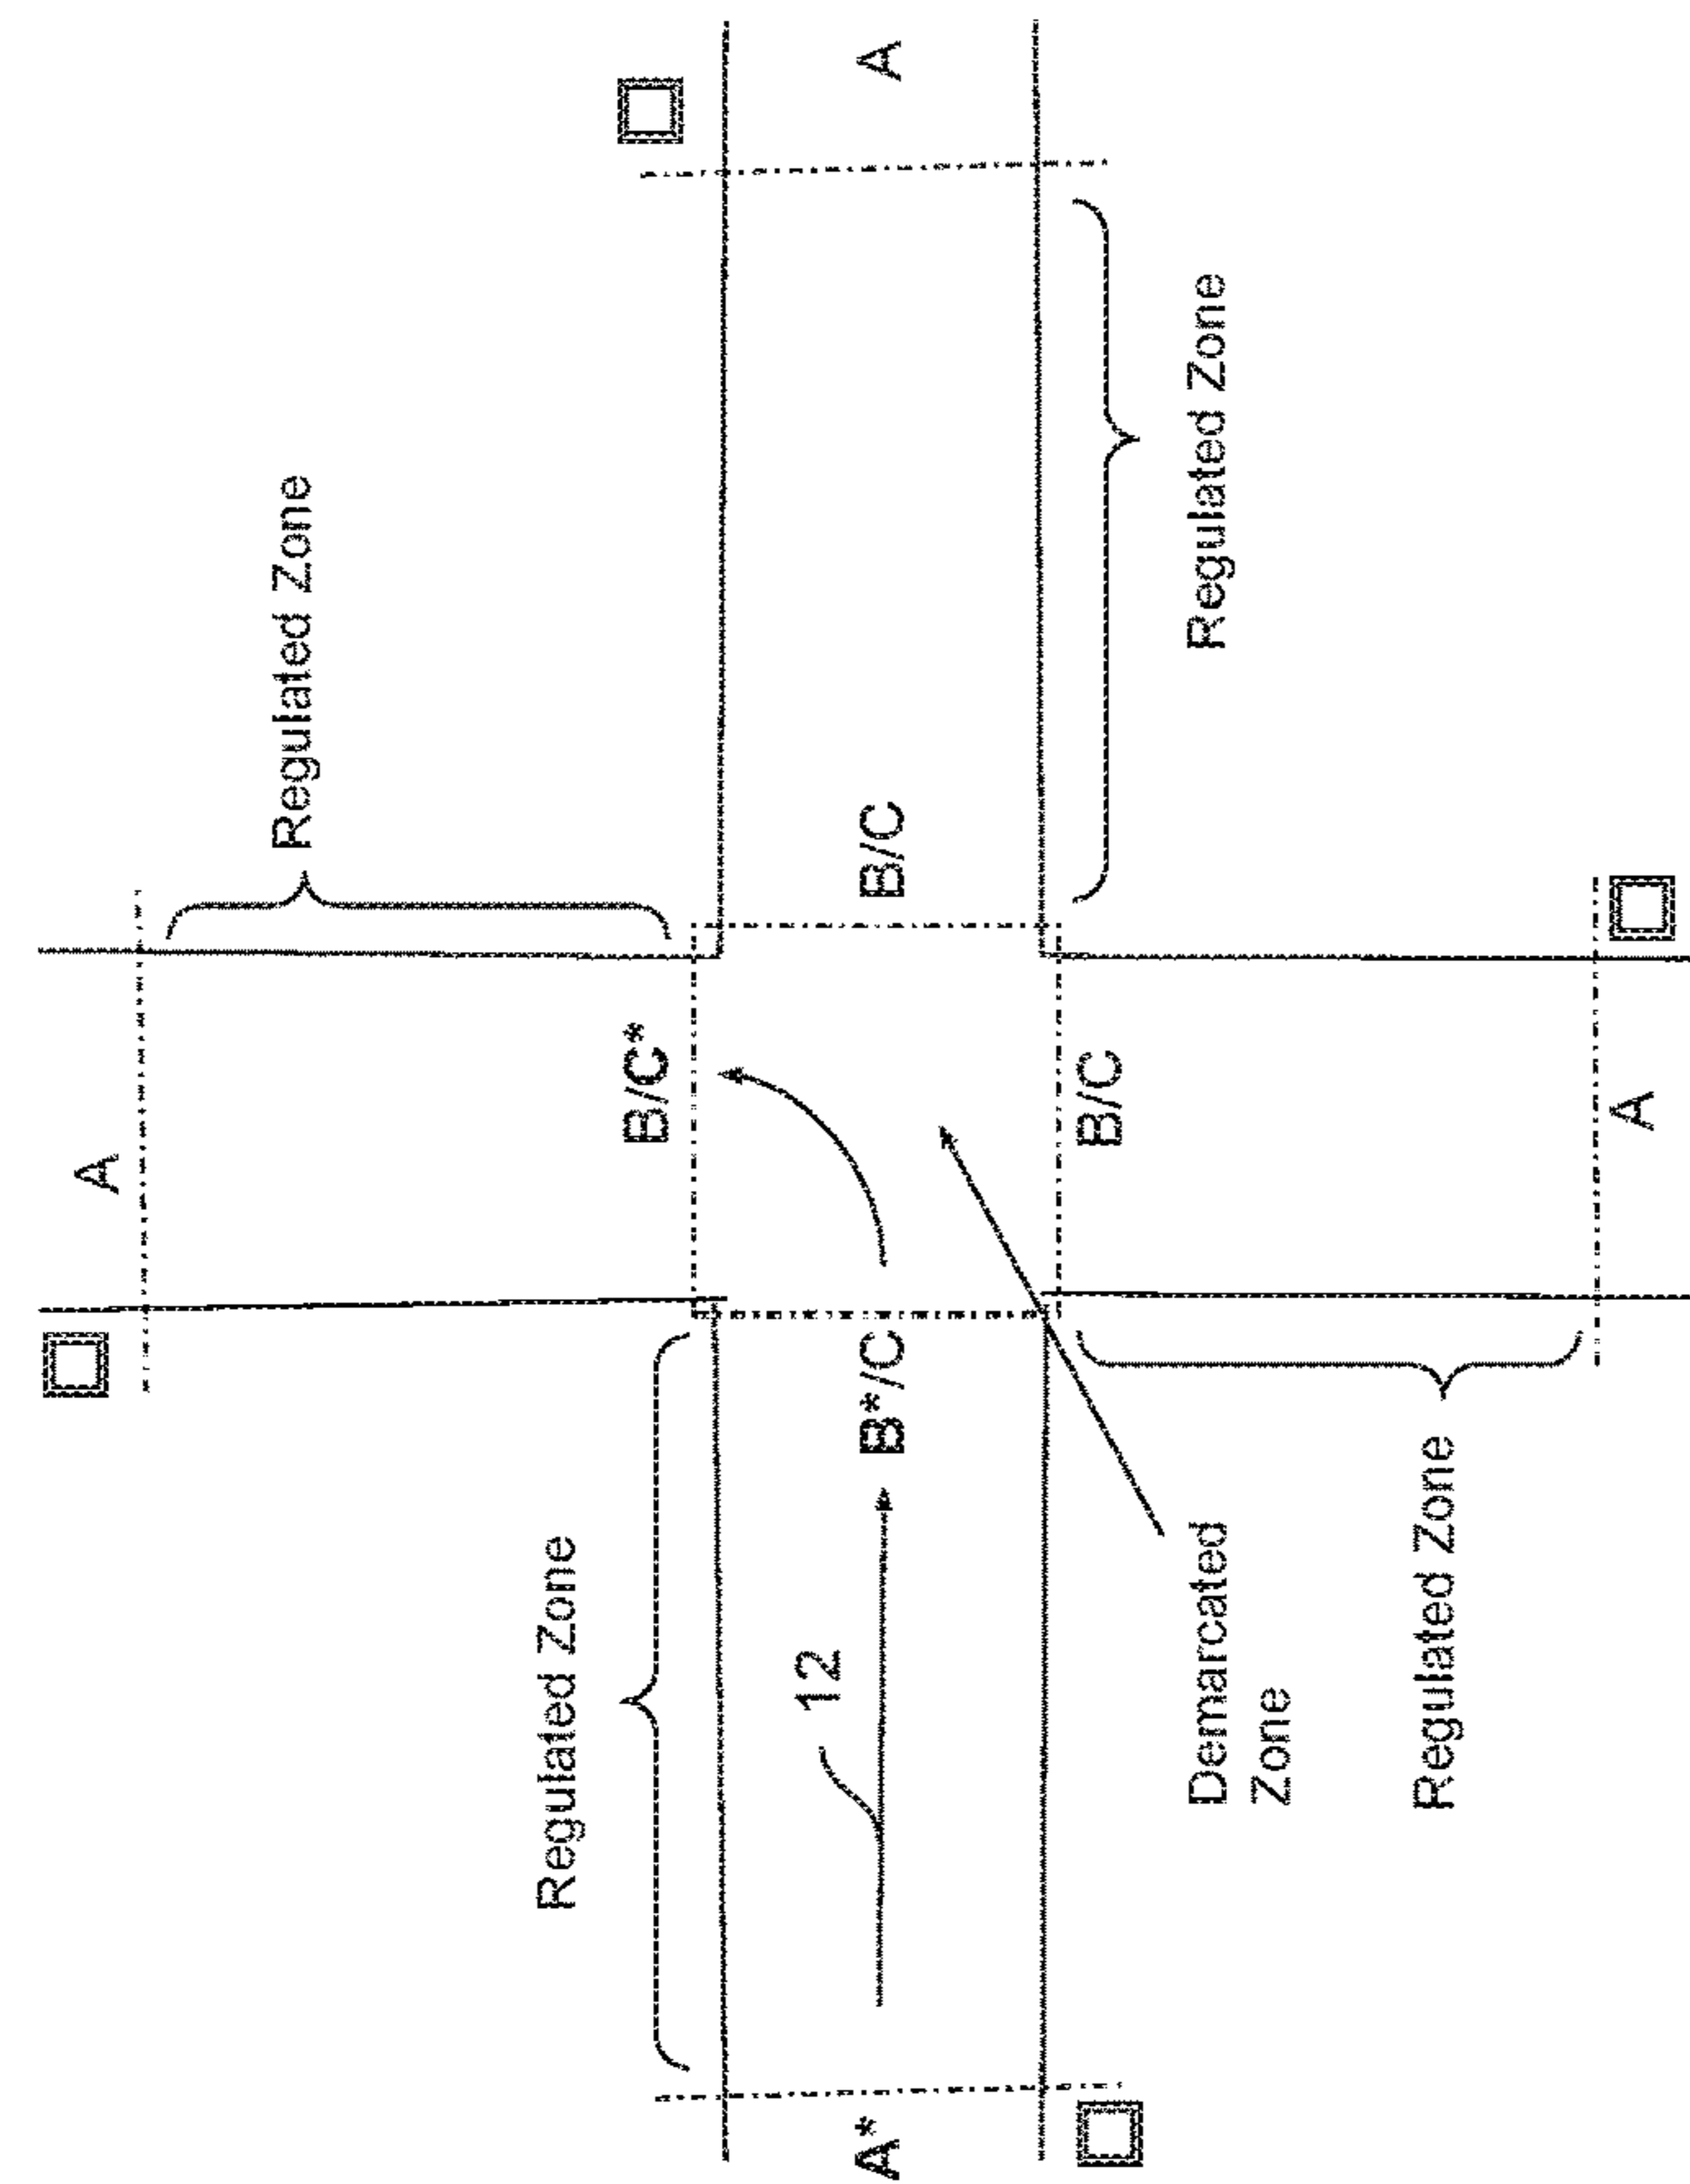 A
Regulated Zone
Regulated Zone
B/C*
12
A*
B*/C
B/C
A
B/C
Demarcated
Zone
Regulated Zone
Regulated Zone
A